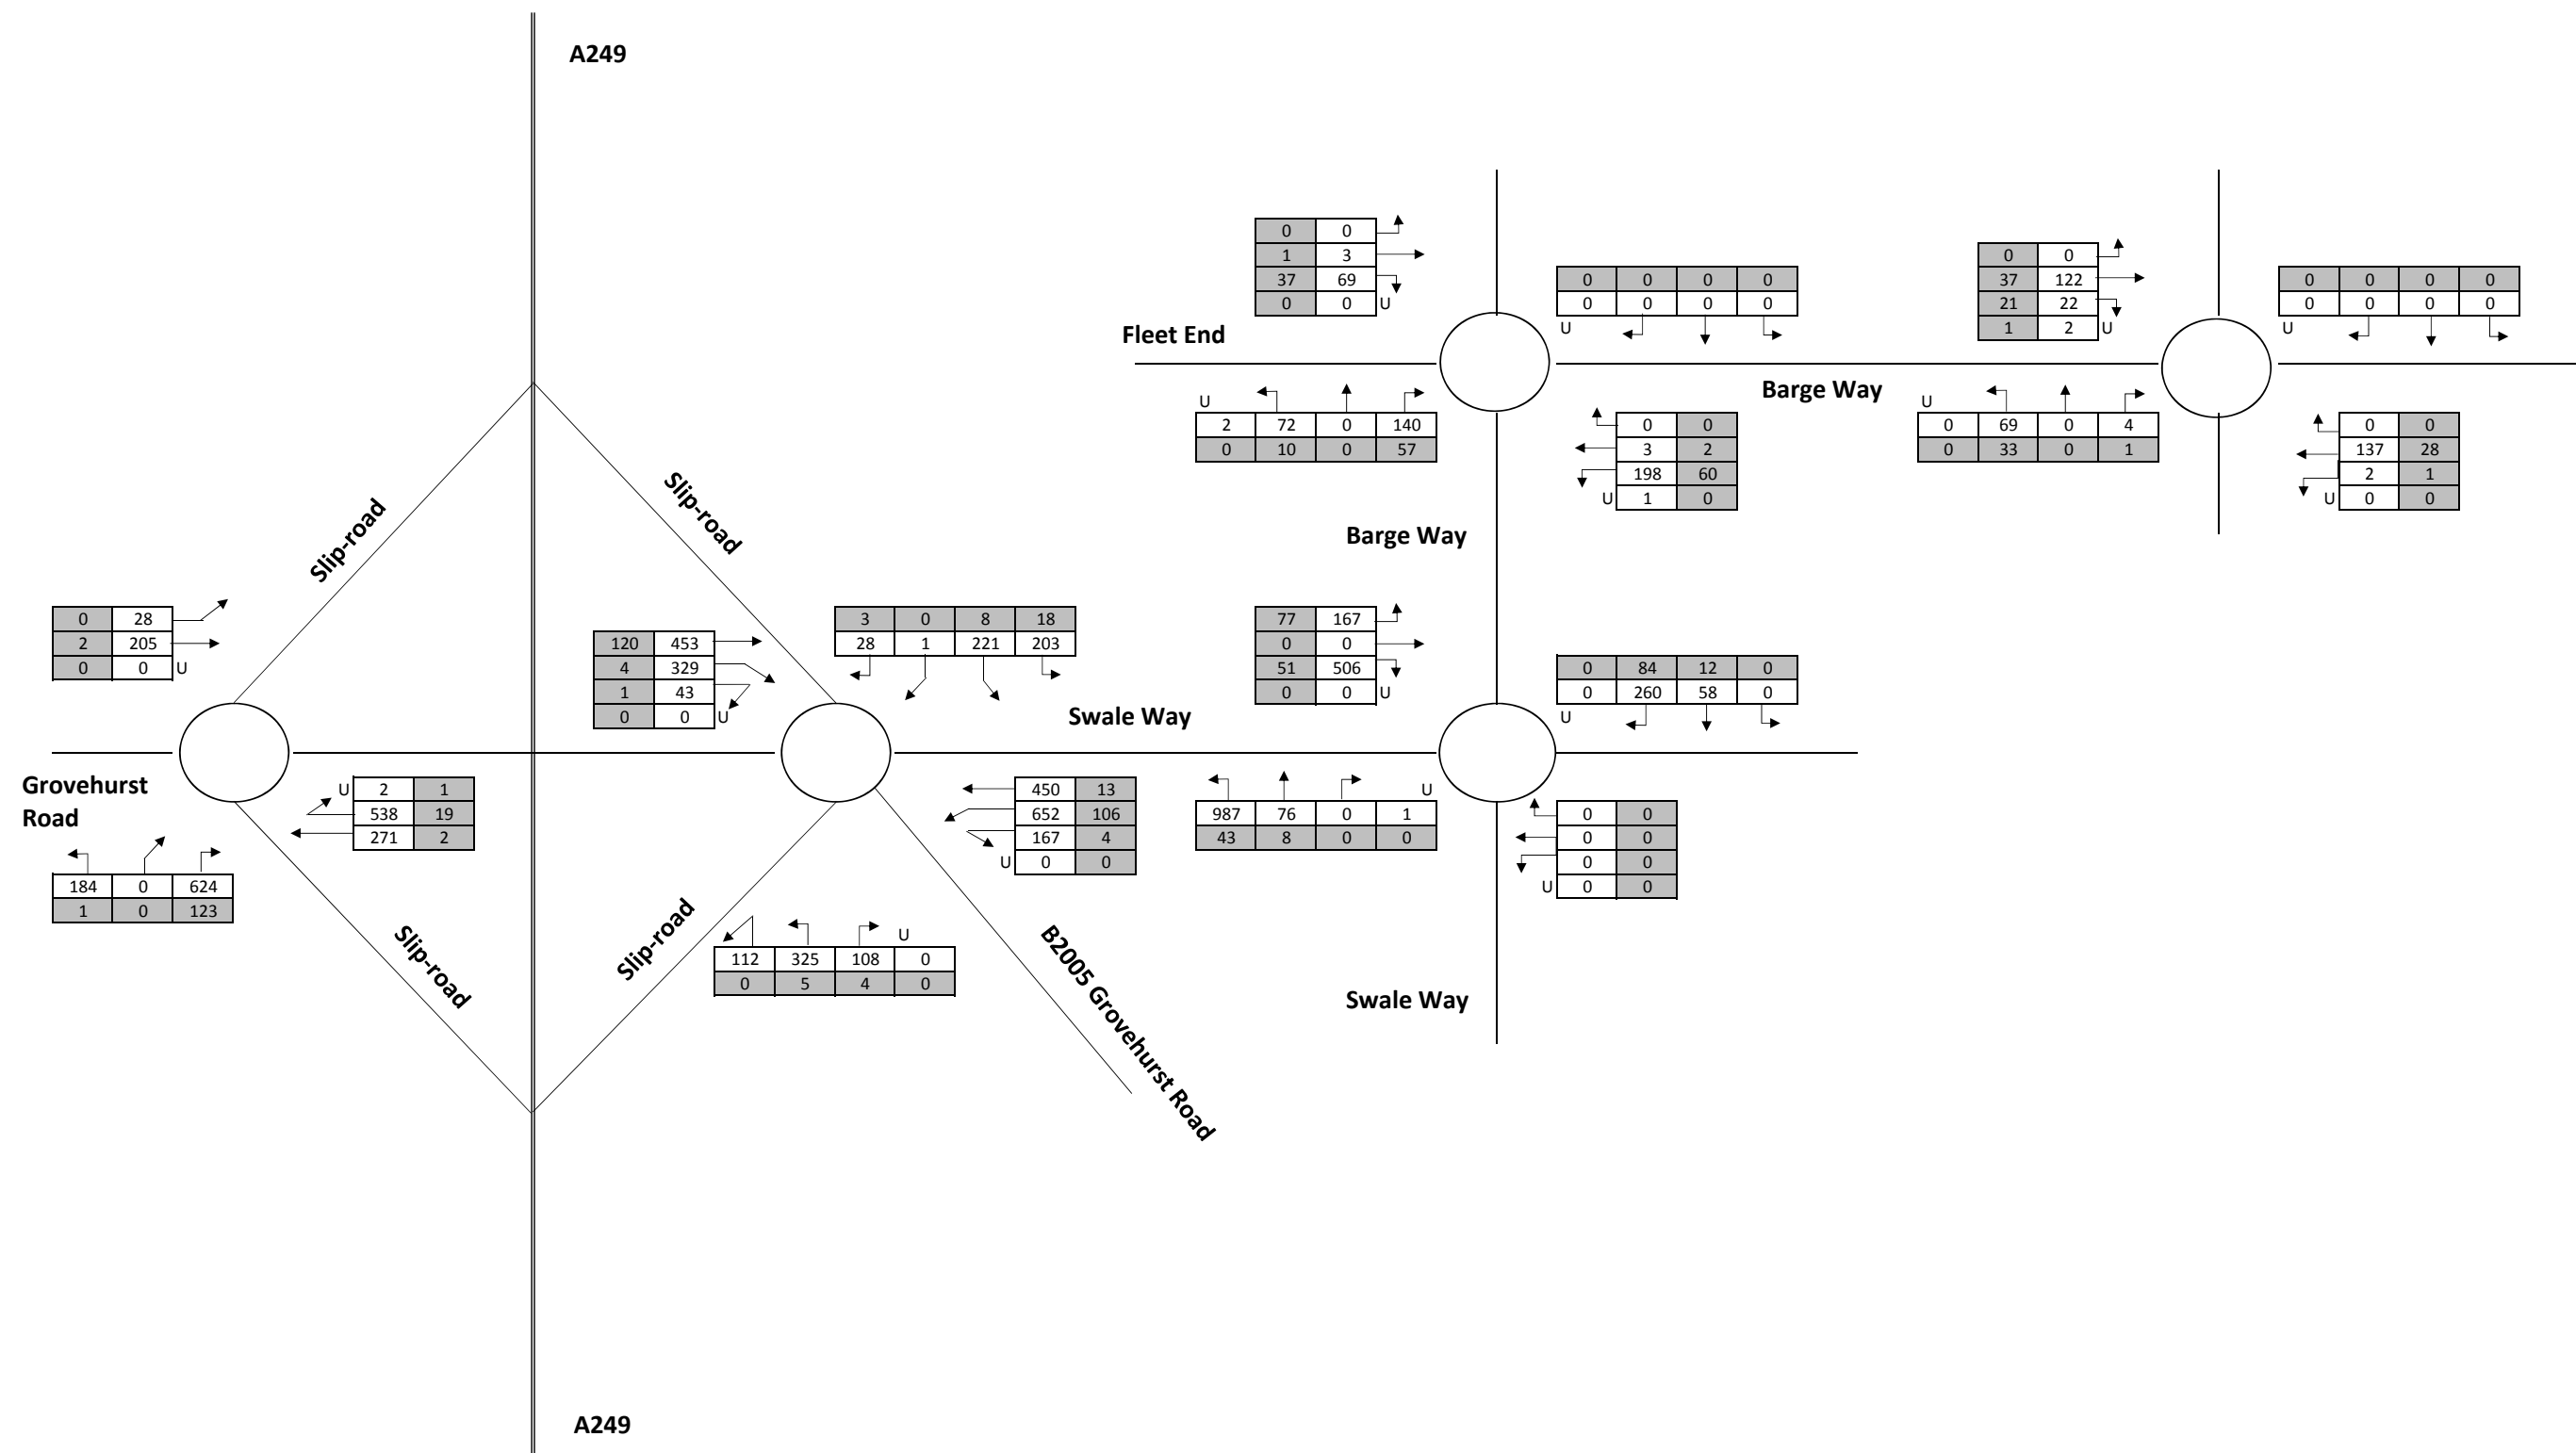 A249
0 0
1 3
37 69
0 0 U
Fleet End
0 0 0 0
0 0 0 0
U
0 0
37 122
21 22
1 2 U
0 0 0 0
0 0 0 0
U
U
2 72 0 140
0 10 0 57
Barge Way
0 0
3 2
198 60
U 1 0
U
0 69 0 4
0 33 0 1
0 0
137 28
2 1
U 0 0
Slip-road
Slip-road
Barge Way
0 28
2 205
0 0 U
120 453
4 329
1 43
0 0 U
3 0 8 18
28 1 221 203
77 167
0 0
51 506
0 0 U
0 84 12 0
0 260 58 0
U
Swale Way
Grovehurst
Road
U 2 1
538 19
271 2
450 13
652 106
167 4
U 0 0
U
987 76 0 1
43 8 0 0
0 0
0 0
0 0
U 0 0
184 0 624
1 0 123
Slip-road
Slip-road
U
112 325 108 0
0 5 4 0
B2005 Grovehurst Road
Swale Way
A249